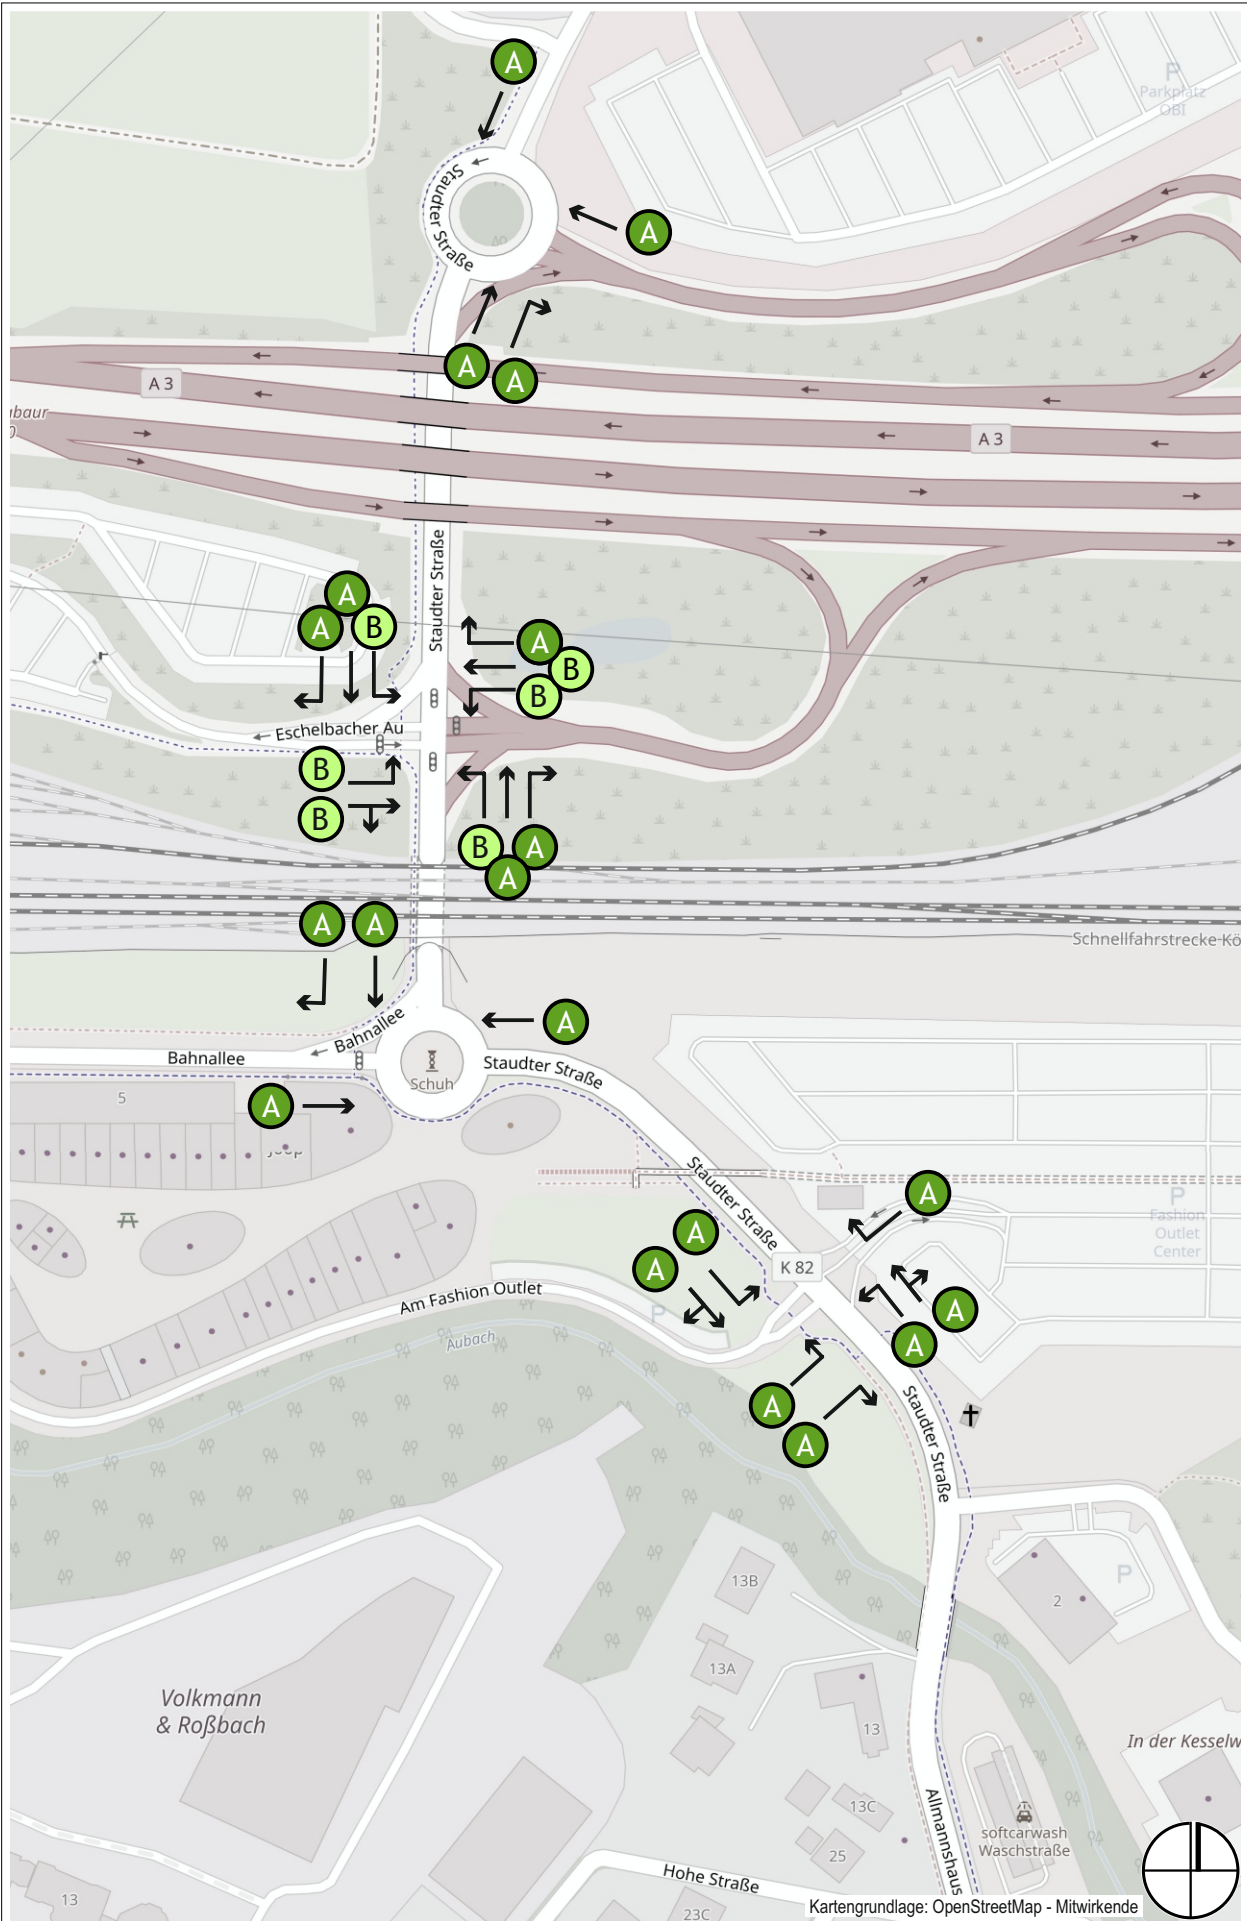 A
P
Parkplatz
OBI
Staudter Straße
A
A
A
A 3
A 3
Staudter Straße
A
A
B
A
B
B
Eschelbacher Au
B
B
B
A
A
A
A
Schnellfahrstrecke Kö
A
Bahnallee
Bahnallee
Schuh
Staudter Straße
5
A
Staudter Straße
A
P
Fashion
Outlet
Center
A
A
K 82
Am Fashion Outlet
P
A
A
Aubach
A
A
Staudter Straße
13B
2
P
13A
Volkmann
& Roßbach
13
In der Kesselw
13C
Allmannshaus
softcarwash
Waschstraße
25
Hohe Straße
13
23C
Kartengrundlage: OpenStreetMap - Mitwirkende